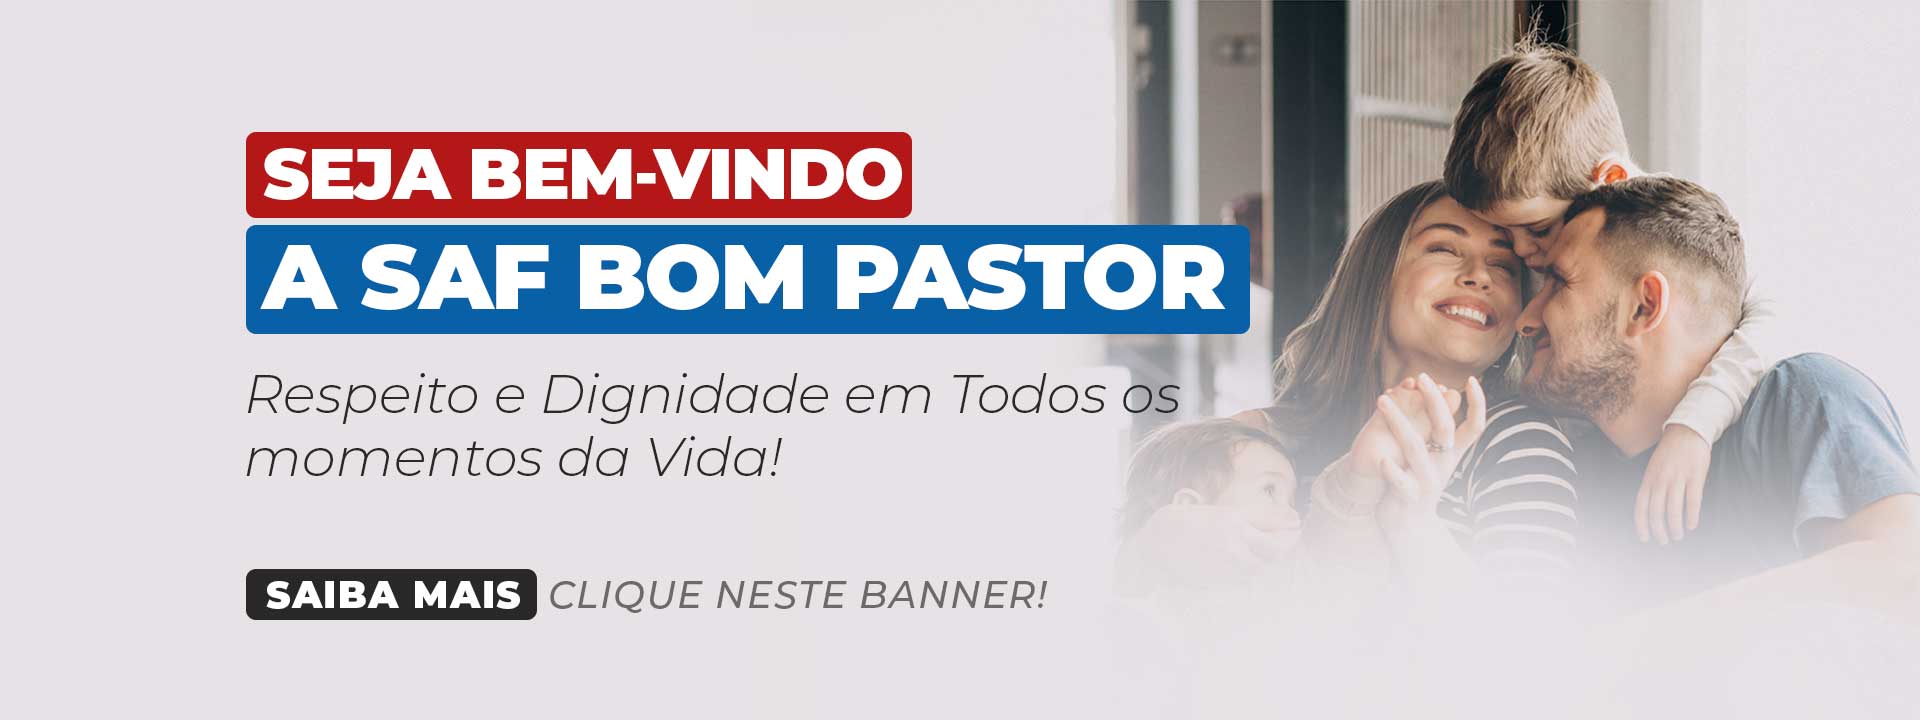 SEJA BEM-VINDO
A SAF BOM PASTOR
Respeito e Dignidade em Todos os
momentos da Vida!
SAIBA MAIS CLIQUE NESTE BANNER!